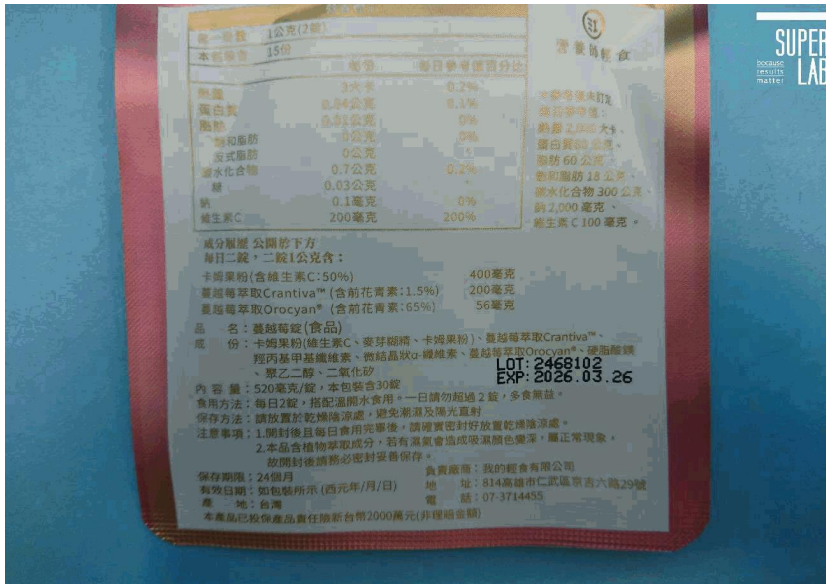 SUPER
LAB
because
results
matter
營養師輕食
每一份量 1公克(2錠)
本包裝含 15份
每份 每日參考值百分比
熱量 3大卡 0.2%
蛋白質 0.04公克 0.1%
脂肪 0.01公克 0%
飽和脂肪 0公克 0%
反式脂肪 0公克
碳水化合物 0.7公克 0.2%
糖 0.03公克
鈉 0.1毫克 0%
維生素C 200毫克 200%
每日參考值:
熱量 2,000 大卡、
蛋白質60 公克、
脂肪 60 公克、
飽和脂肪 18 公克、
碳水化合物 300 公克、
鈉 2,000 毫克、
維生素 C 100 毫克。
成分履歷 公開於下方
每日二錠,二錠1公克含:
卡姆果粉(含維生素C:50%) 400毫克
蔓越莓萃取Crantiva™ (含前花青素:1.5%) 200毫克
蔓越莓萃取Orocyan® (含前花青素:65%) 56毫克
品 名:蔓越莓錠(食品)
成 份:卡姆果粉(維生素C、麥芽糊精、卡姆果粉)、蔓越莓萃取Crantiva™、
羥丙基甲基纖維素、微結晶狀α-纖維素、蔓越莓萃取Orocyan®、硬脂酸鎂
、聚乙二醇、二氧化矽
LOT: 2468102
EXP: 2026.03.26
內 容 量:520毫克/錠,本包裝含30錠
食用方法:每日2錠,搭配溫開水食用。一日請勿超過 2 錠,多食無益。
保存方法:請放置於乾燥陰涼處,避免潮濕及陽光直射
注意事項:1.開封後且每日食用完畢後,請確實密封好放置乾燥陰涼處。
2.本品含植物萃取成分,若有濕氣會造成吸濕顏色變深,屬正常現象,
故開封後請務必密封妥善保存。
保存期限:24個月
有效日期:如包裝所示 (西元年/月/日)
產 地:台灣
負責廠商:我的輕食有限公司
地 址:814高雄市仁武區京吉六路29號
電 話:07-3714455
本產品已投保產品責任險新台幣2000萬元(非理賠金額)